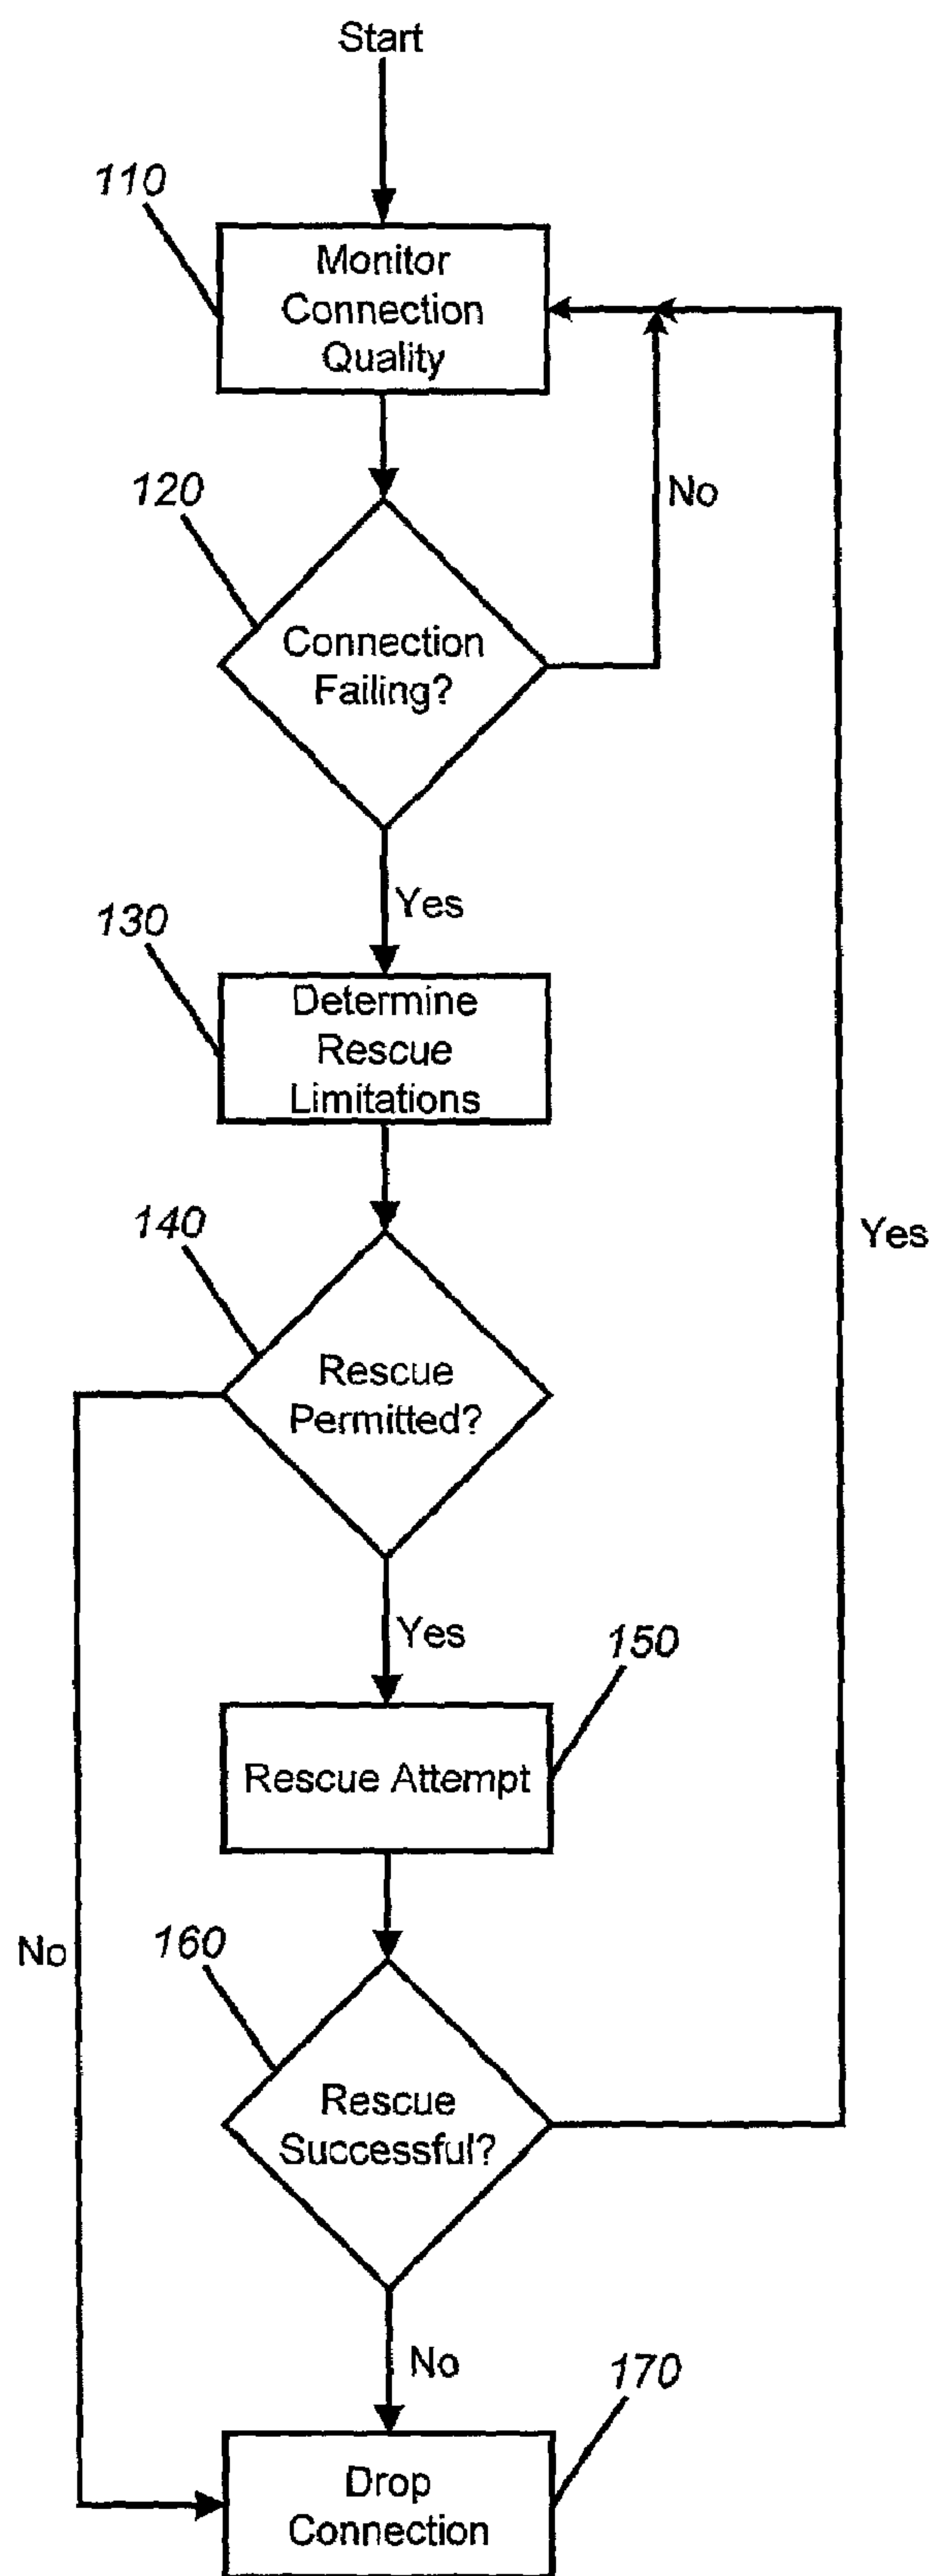 Start
110
Monitor
Connection
Quality
120
No
Connection
Failing?
Yes
130
Determine
Rescue
Limitations
140
Yes
Rescue
Permitted?
Yes
150
Rescue Attempt
No
160
Rescue
Successful?
No
170
Drop
Connection